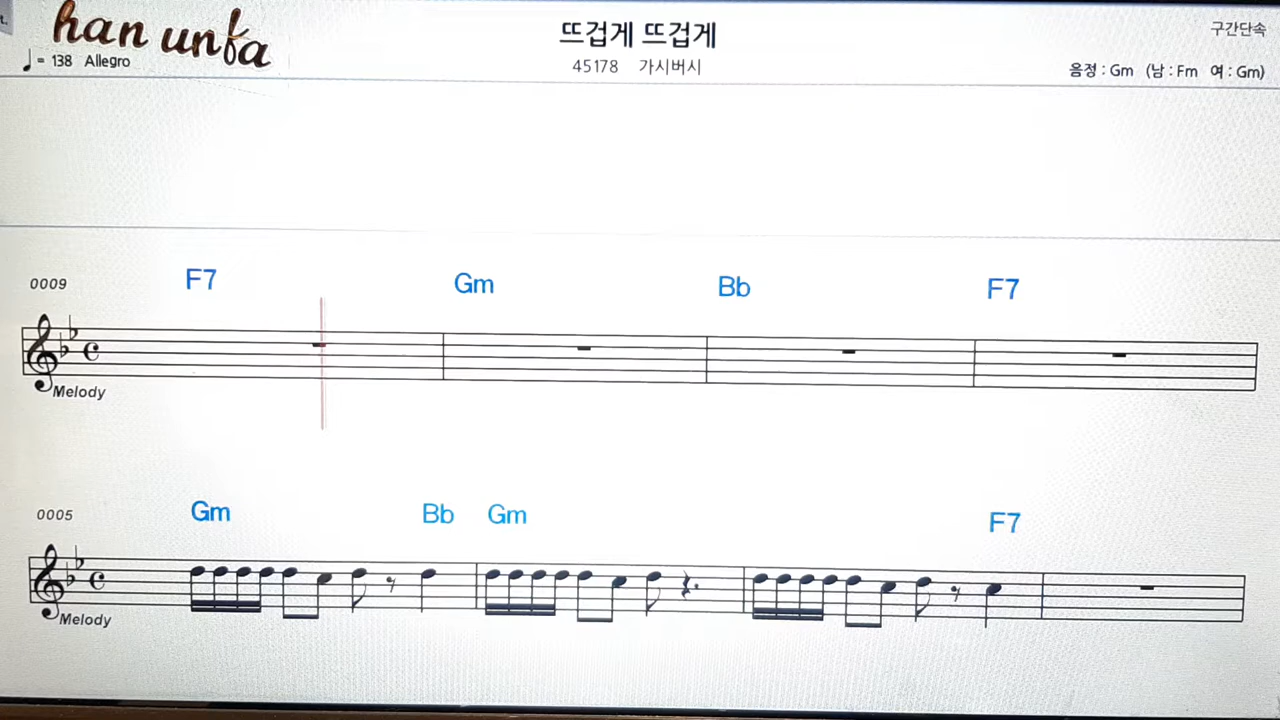 han unfa
♩ = 138 Allegro
뜨겁게 뜨겁게
45178 가시버시
구간단속
음정 : Gm (남 : Fm 여 : Gm)
0009
F7 Gm Bb F7
Melody
0005
Gm Bb Gm F7
Melody